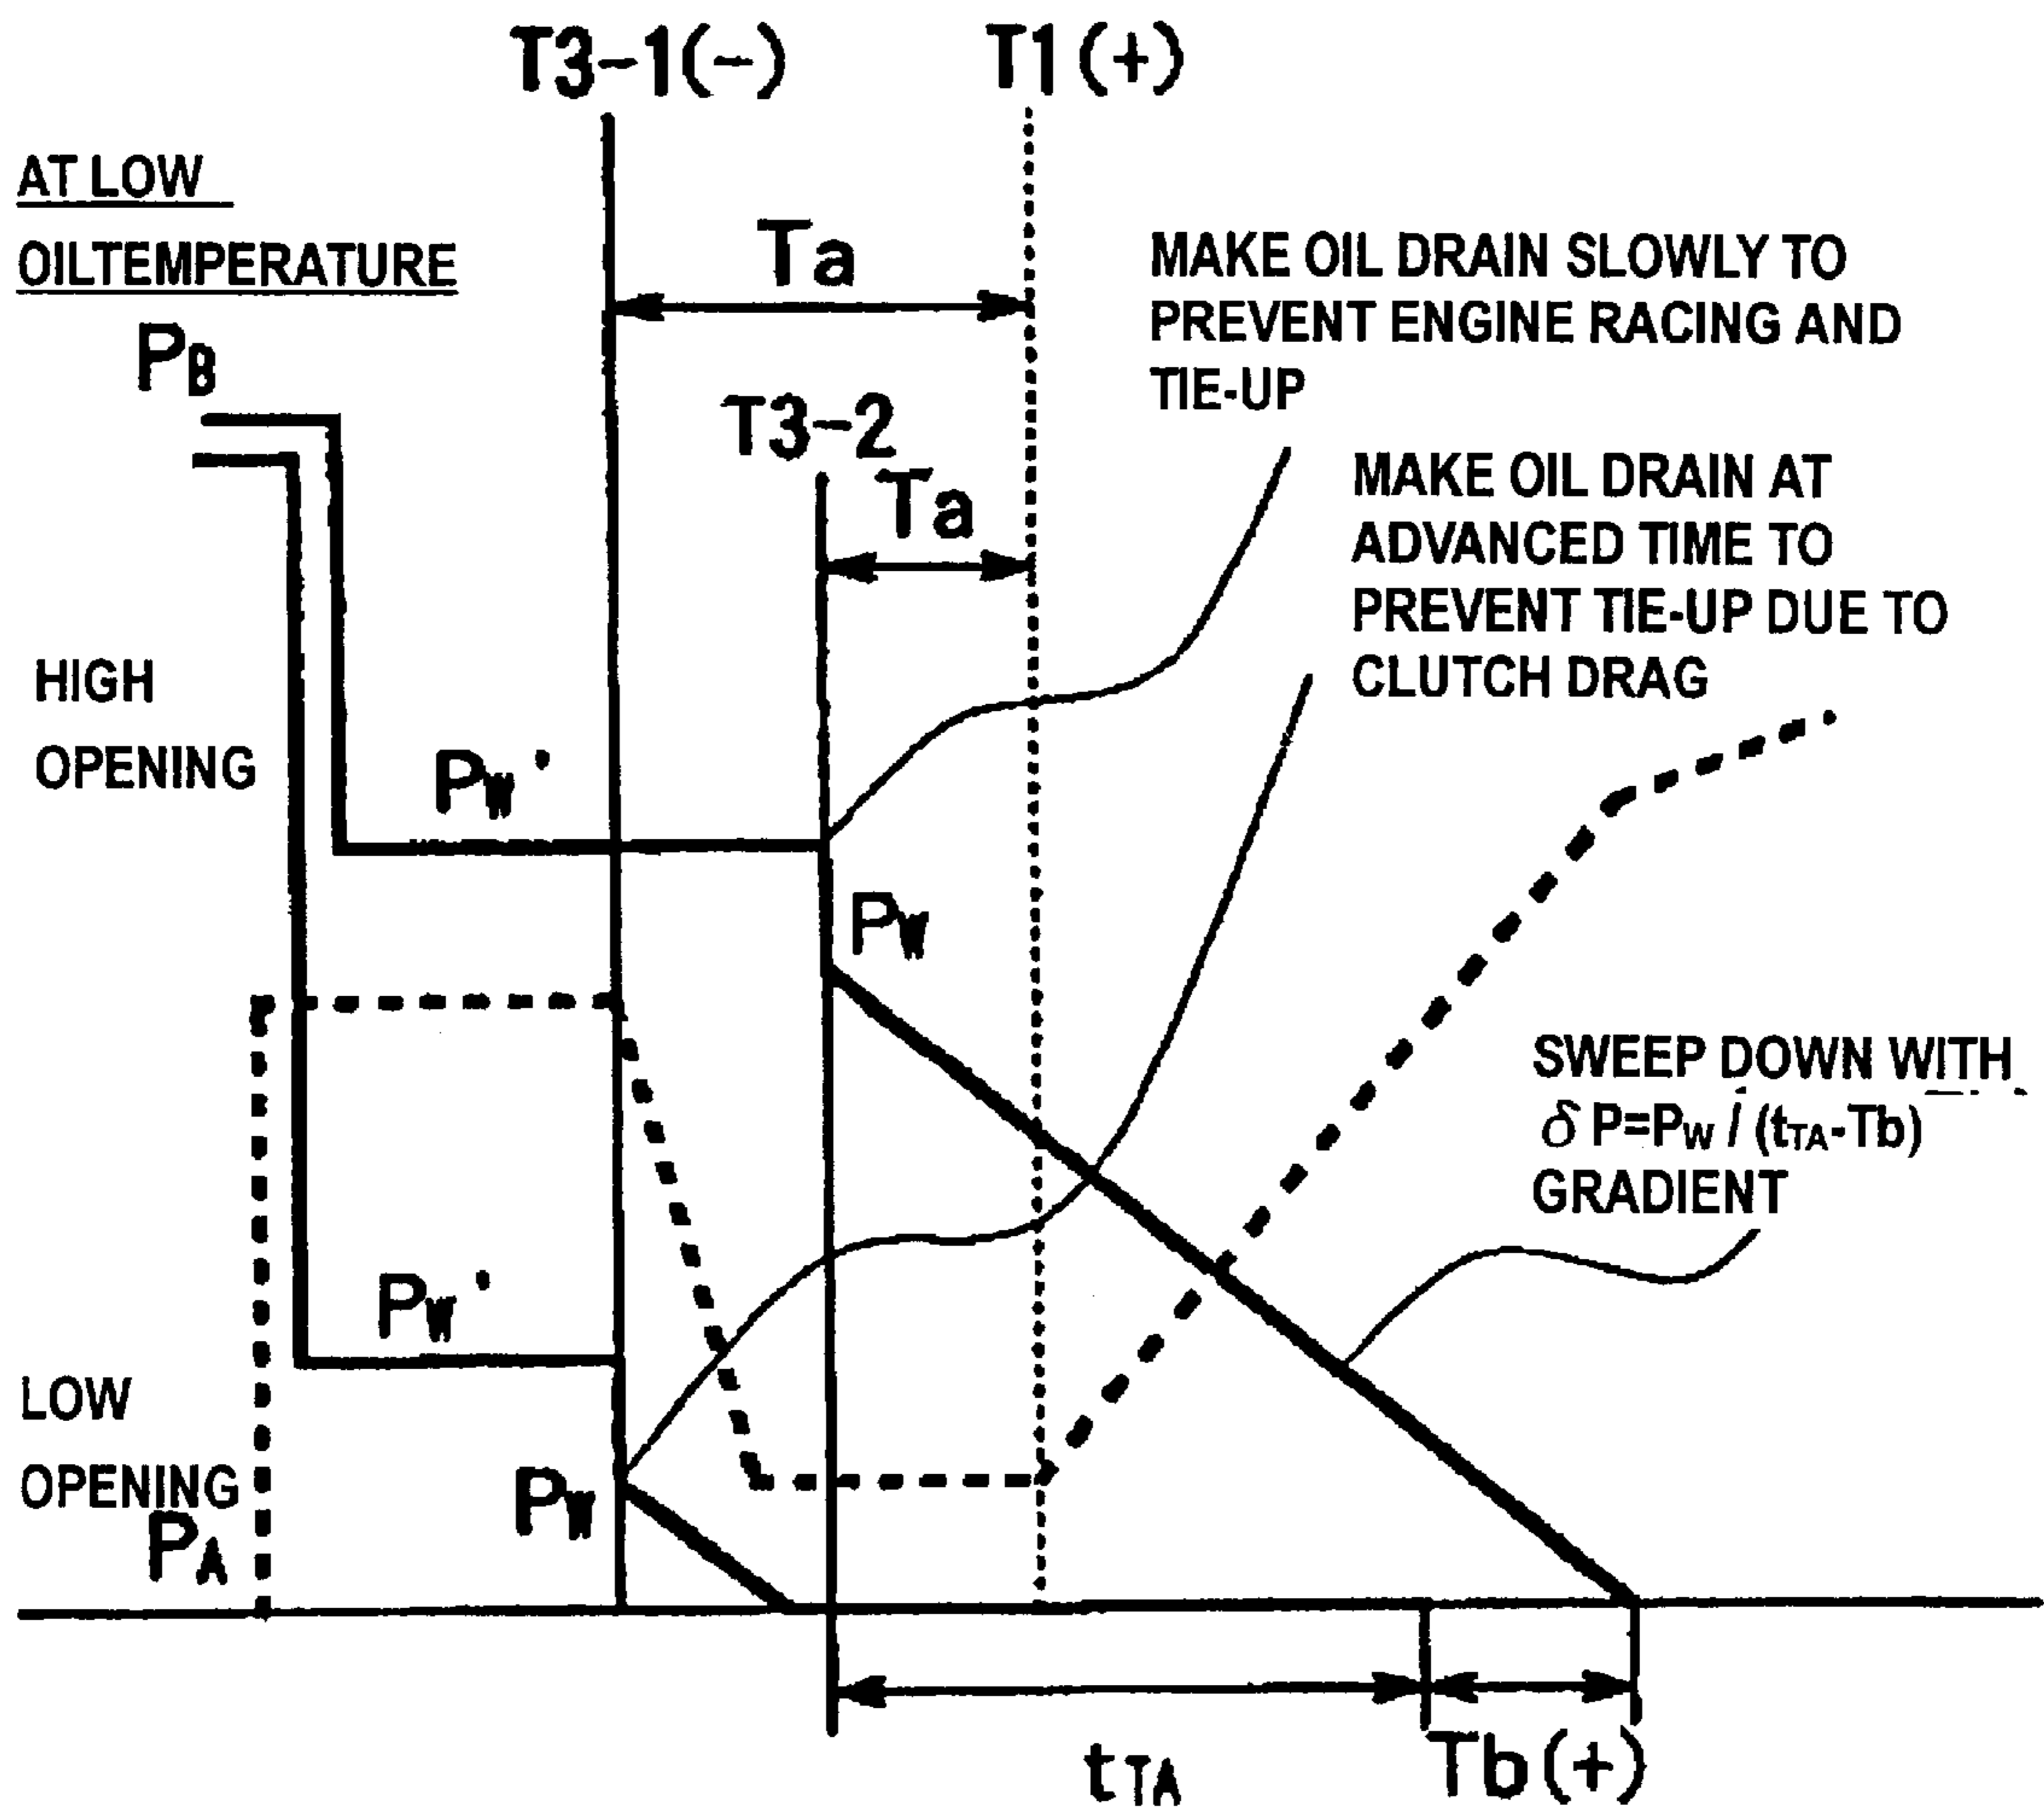 T3-1(-)
T1(+)
AT LOW
OILTEMPERATURE
Ta
MAKE OIL DRAIN SLOWLY TO
PREVENT ENGINE RACING AND
TIE-UP
PB
T3-2
Ta
MAKE OIL DRAIN AT
ADVANCED TIME TO
PREVENT TIE-UP DUE TO
CLUTCH DRAG
HIGH
OPENING
PW'
PW
SWEEP DOWN WITH
δ P=PW / (tTA-Tb)
GRADIENT
PW'
LOW
OPENING
PW
PA
tTA
Tb(+)